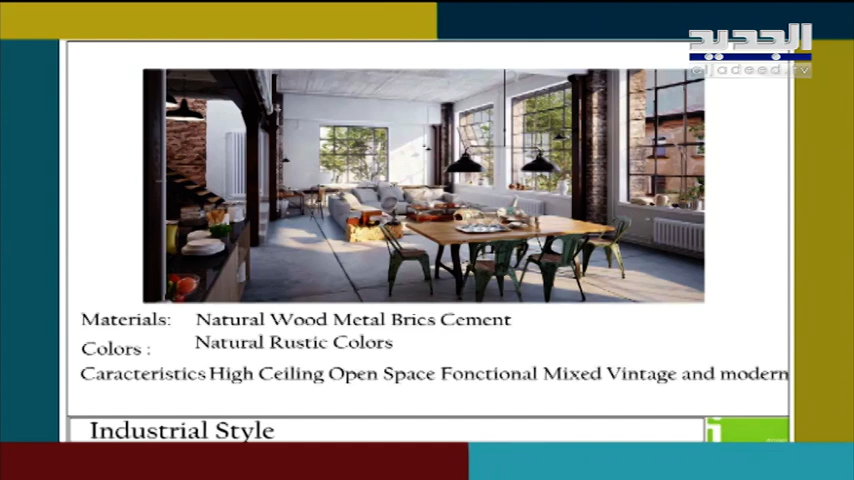 الجديد
aljadeed.tv
Materials: Natural Wood Metal Brics Cement
Colors : Natural Rustic Colors
Caracteristics High Ceiling Open Space Fonctional Mixed Vintage and modern
Industrial Style